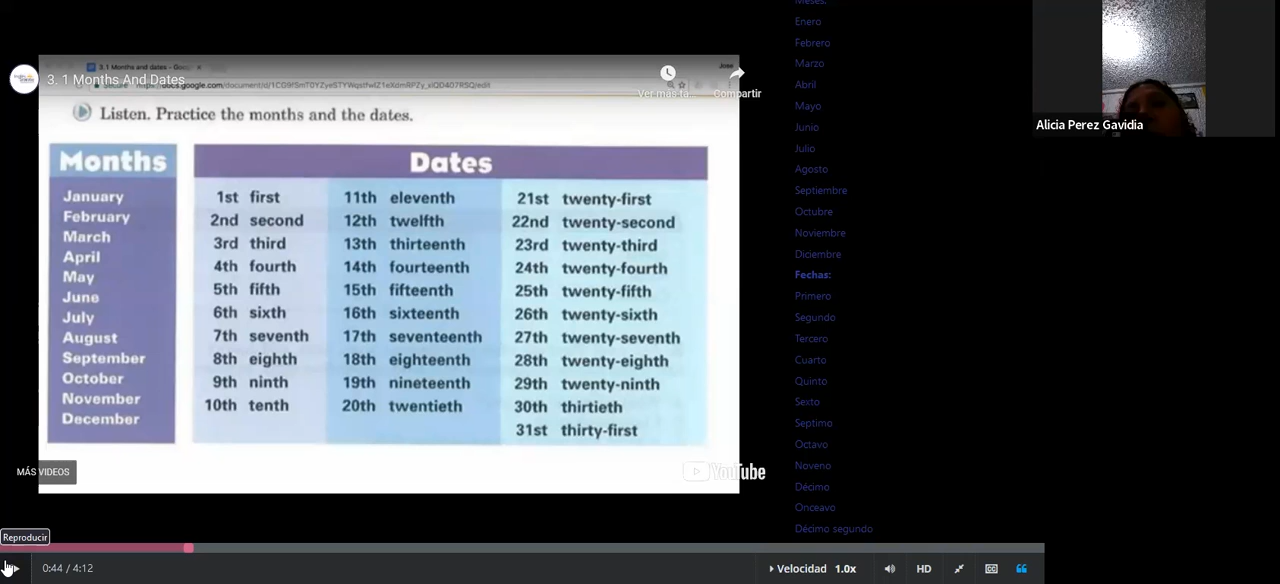 3. 1 Months And Dates
Ver más ta...
Compartir
Listen. Practice the months and the dates.
Months
January
February
March
April
May
June
July
August
September
October
November
December
Dates
1st first
2nd second
3rd third
4th fourth
5th fifth
6th sixth
7th seventh
8th eighth
9th ninth
10th tenth
11th eleventh
12th twelfth
13th thirteenth
14th fourteenth
15th fifteenth
16th sixteenth
17th seventeenth
18th eighteenth
19th nineteenth
20th twentieth
21st twenty-first
22nd twenty-second
23rd twenty-third
24th twenty-fourth
25th twenty-fifth
26th twenty-sixth
27th twenty-seventh
28th twenty-eighth
29th twenty-ninth
30th thirtieth
31st thirty-first
MÁS VIDEOS
YouTube
Reproducir
0:44 / 4:12
Velocidad 1.0x
HD
Meses:
Enero
Febrero
Marzo
Abril
Mayo
Junio
Julio
Agosto
Septiembre
Octubre
Noviembre
Diciembre
Fechas:
Primero
Segundo
Tercero
Cuarto
Quinto
Sexto
Septimo
Octavo
Noveno
Décimo
Onceavo
Décimo segundo
Alicia Perez Gavidia